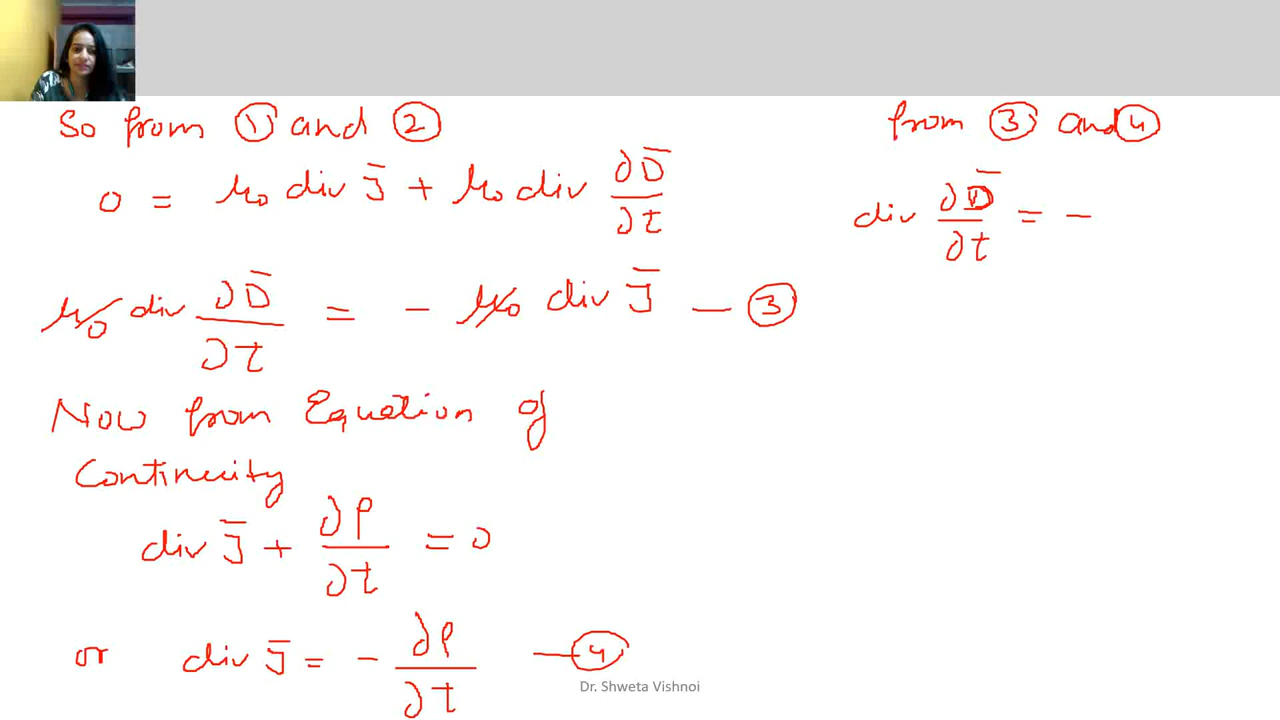 So from ① and ②
0 = μ₀ div J̄ + μ₀ div ∂D̄/∂t
μ₀ div ∂D̄/∂t = - μ₀ div J̄ — ③
Now from Equation of
Continuity
div J̄ + ∂ρ/∂t = 0
or div J̄ = - ∂ρ/∂t — ④
from ③ and ④
div ∂D̄/∂t = -
Dr. Shweta Vishnoi